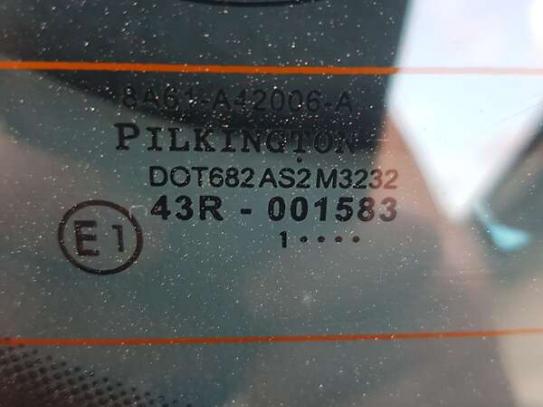 8A61-A42006-A
PILKINGTON
DOT682 AS2 M3232
43R - 001583
E1
1····